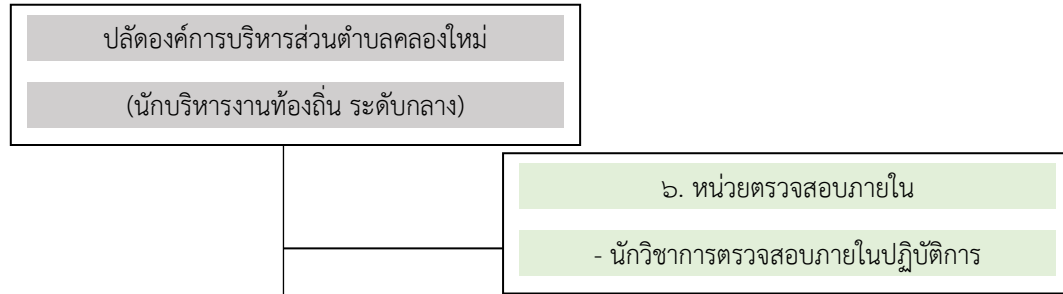 ปลัดองค์การบริหารส่วนตำบลคลองใหม่
(นักบริหารงานท้องถิ่น ระดับกลาง)
๖. หน่วยตรวจสอบภายใน
- นักวิชาการตรวจสอบภายในปฏิบัติการ